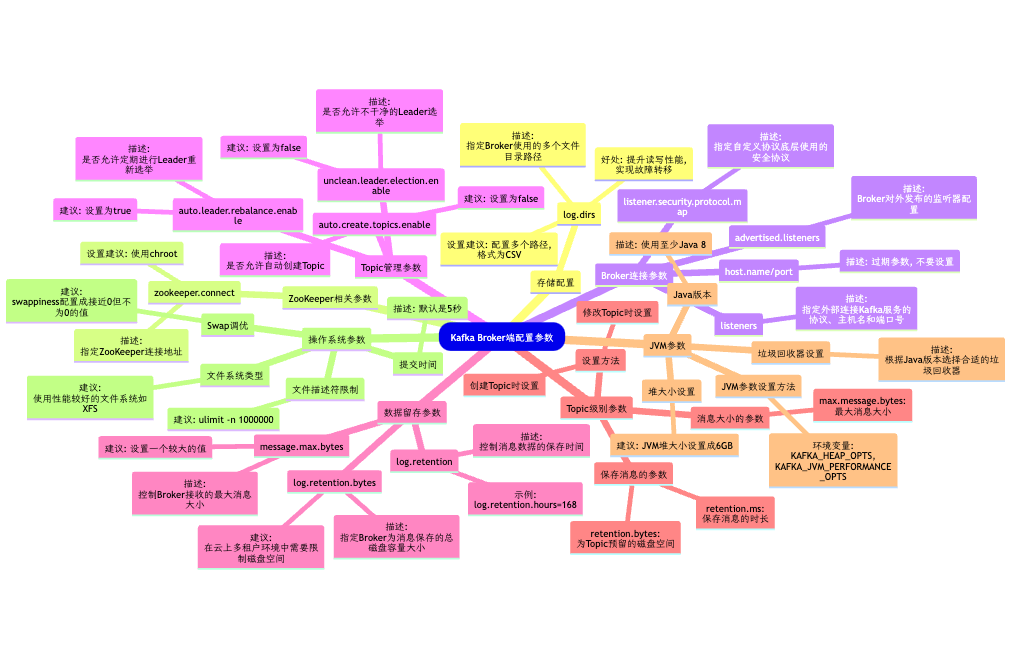 Kafka Broker端配置参数
存储配置
log.dirs
描述:
指定Broker使用的多个文件
目录路径
好处: 提升读写性能,
实现故障转移
设置建议: 配置多个路径,
格式为CSV
Broker连接参数
listener.security.protocol.m
ap
描述:
指定自定义协议底层使用的
安全协议
advertised.listeners
描述:
Broker对外发布的监听器配
置
host.name/port
描述: 过期参数, 不要设置
listeners
描述:
指定外部连接Kafka服务的
协议、主机名和端口号
Topic管理参数
unclean.leader.election.en
able
描述:
是否允许不干净的Leader选
举
建议: 设置为false
auto.leader.rebalance.enab
le
描述:
是否允许定期进行Leader重
新选举
建议: 设置为true
auto.create.topics.enable
建议: 设置为false
描述:
是否允许自动创建Topic
ZooKeeper相关参数
zookeeper.connect
设置建议: 使用chroot
描述:
指定ZooKeeper连接地址
操作系统参数
Swap调优
建议:
swappiness配置成接近0但不
为0的值
文件系统类型
建议:
使用性能较好的文件系统如
XFS
文件描述符限制
建议: ulimit -n 1000000
提交时间
描述: 默认是5秒
数据留存参数
message.max.bytes
建议: 设置一个较大的值
描述:
控制Broker接收的最大消息
大小
log.retention.bytes
建议:
在云上多租户环境中需要限
制磁盘空间
描述:
指定Broker为消息保存的总
磁盘容量大小
log.retention
描述:
控制消息数据的保存时间
示例:
log.retention.hours=168
Topic级别参数
设置方法
修改Topic时设置
创建Topic时设置
消息大小的参数
max.message.bytes:
最大消息大小
保存消息的参数
retention.ms:
保存消息的时长
retention.bytes:
为Topic预留的磁盘空间
JVM参数
Java版本
描述: 使用至少Java 8
垃圾回收器设置
描述:
根据Java版本选择合适的垃
圾回收器
堆大小设置
建议: JVM堆大小设置成6GB
JVM参数设置方法
环境变量:
KAFKA_HEAP_OPTS,
KAFKA_JVM_PERFORMANCE
_OPTS